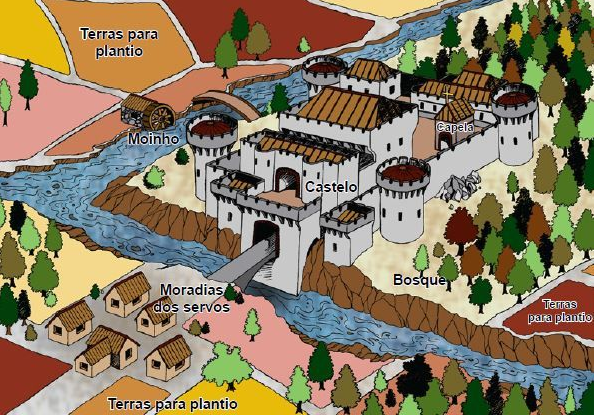 Terras para
plantio
Moinho
Capela
Castelo
Bosque
Moradias
dos servos
Terras
para plantio
Terras para plantio